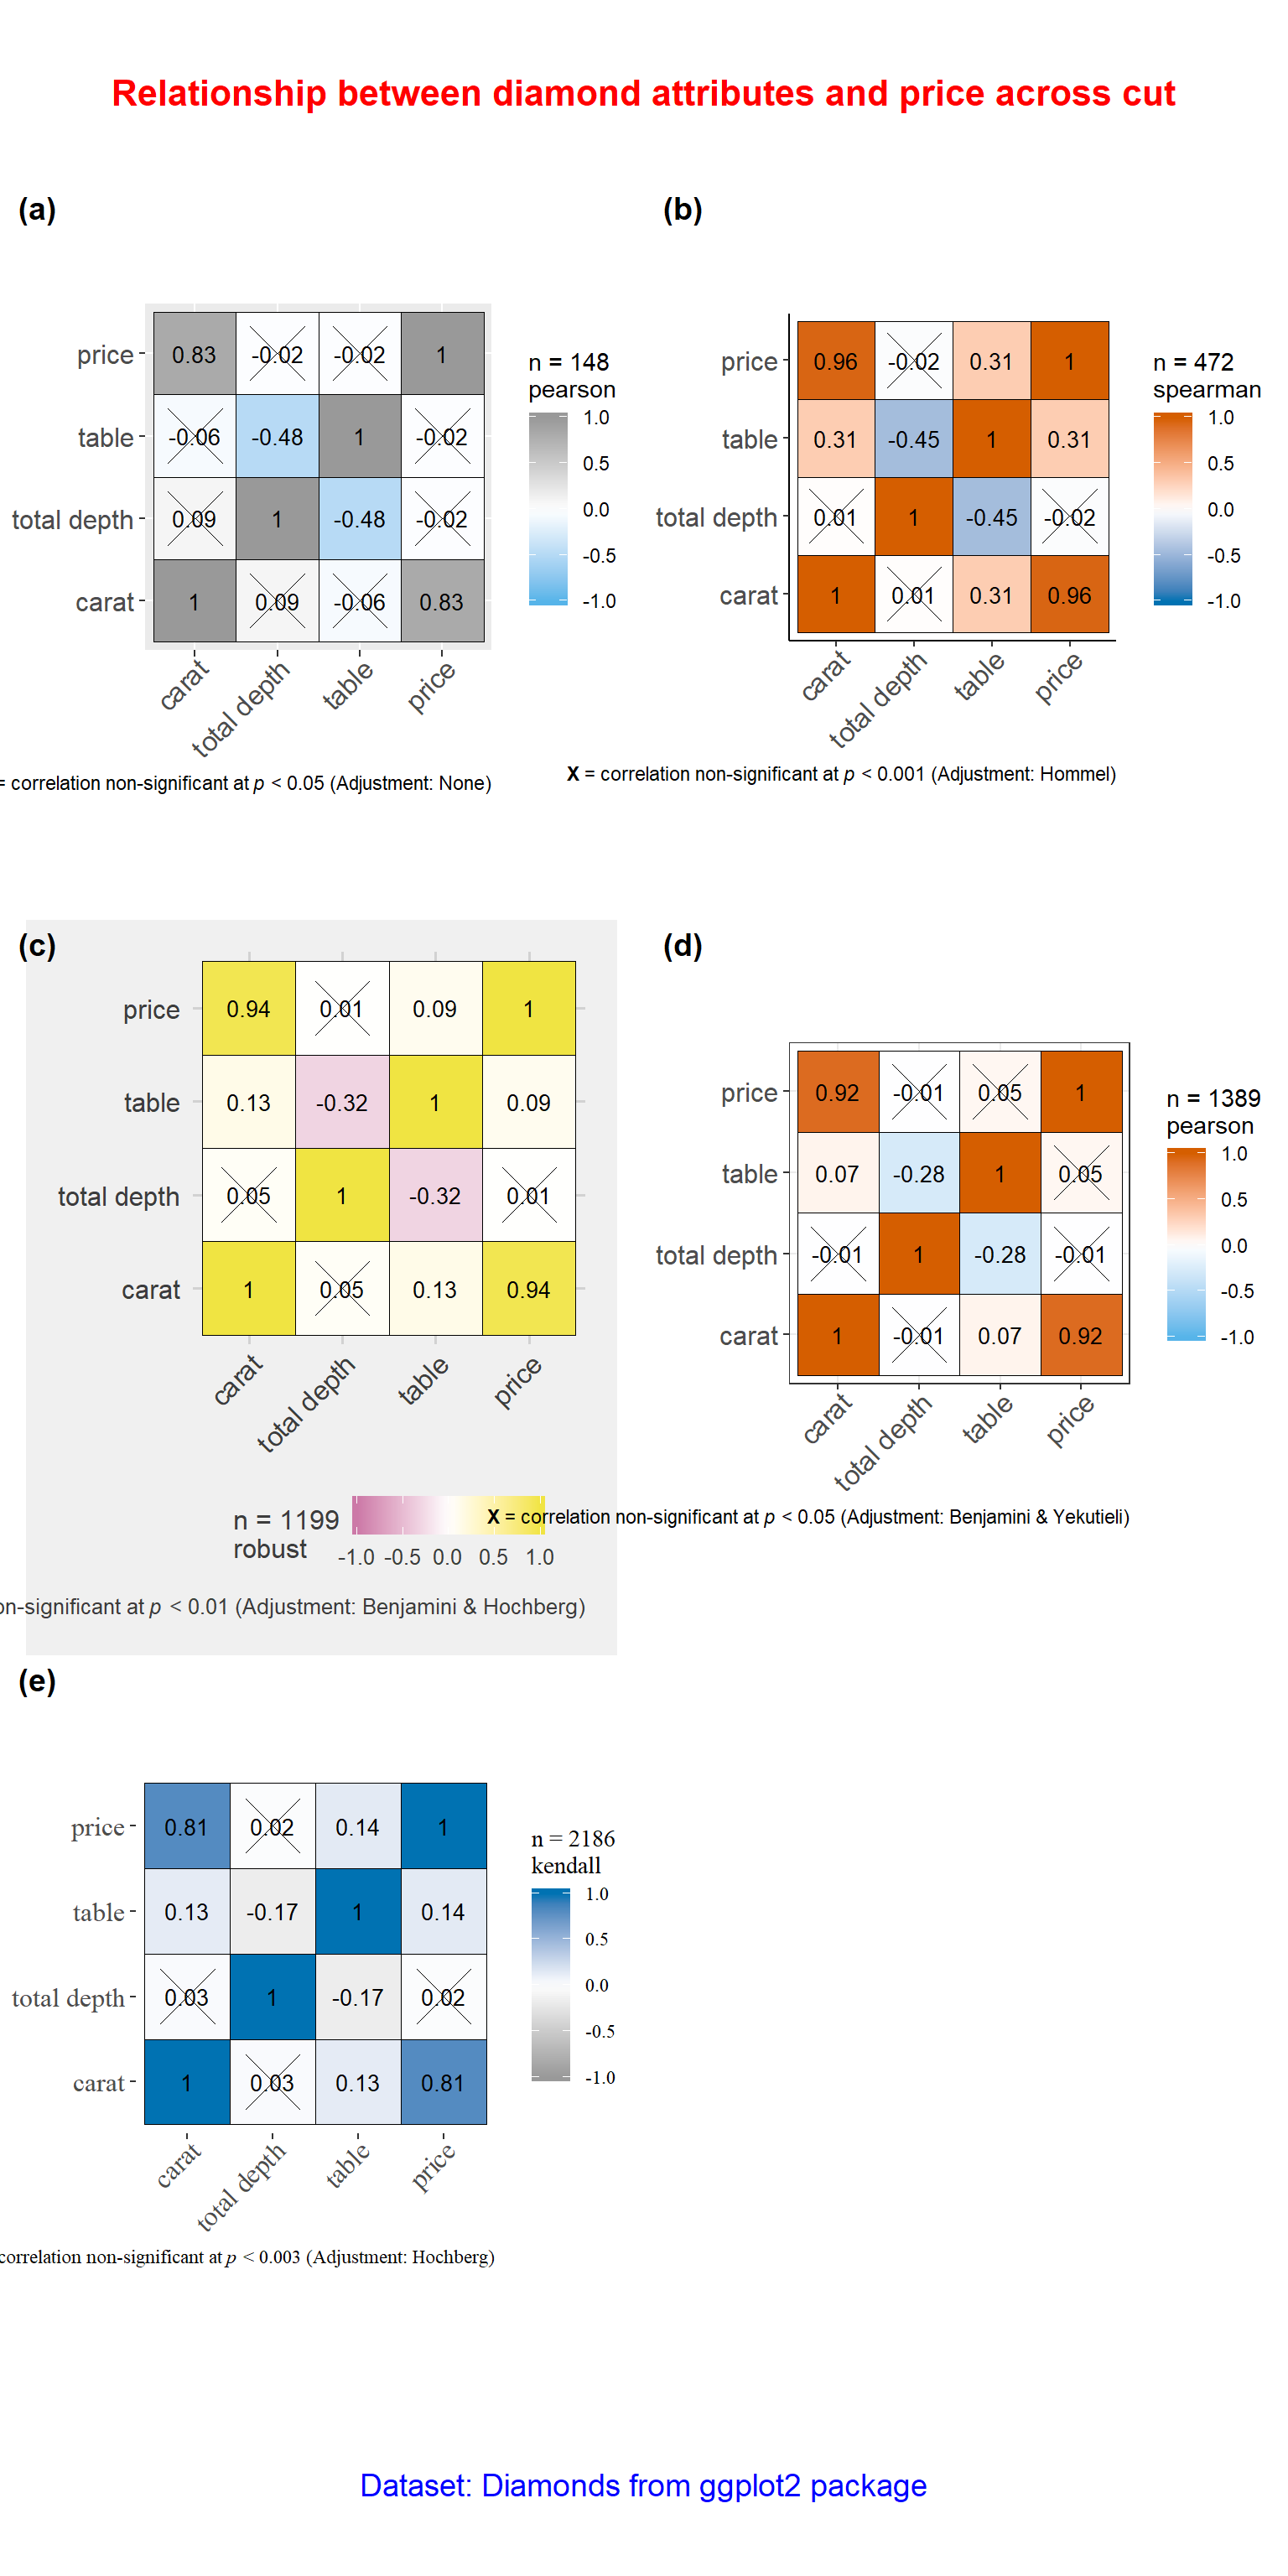 Relationship between diamond attributes and price across cut
(a)
price 0.83 -0.02 -0.02 1
table -0.06 -0.48 1 -0.02
total depth 0.09 1 -0.48 -0.02
carat 1 0.09 -0.06 0.83
carat total depth table price
n = 148
pearson
1.0
0.5
0.0
-0.5
-1.0
= correlation non-significant at p < 0.05 (Adjustment: None)
(b)
price 0.96 -0.02 0.31 1
table 0.31 -0.45 1 0.31
total depth 0.01 1 -0.45 -0.02
carat 1 0.01 0.31 0.96
carat total depth table price
n = 472
spearman
1.0
0.5
0.0
-0.5
-1.0
X = correlation non-significant at p < 0.001 (Adjustment: Hommel)
(c)
price 0.94 0.01 0.09 1
table 0.13 -0.32 1 0.09
total depth 0.05 1 -0.32 0.01
carat 1 0.05 0.13 0.94
carat total depth table price
n = 1199
robust
-1.0 -0.5 0.0 0.5 1.0
on-significant at p < 0.01 (Adjustment: Benjamini & Hochberg)
(d)
price 0.92 -0.01 0.05 1
table 0.07 -0.28 1 0.05
total depth -0.01 1 -0.28 -0.01
carat 1 -0.01 0.07 0.92
carat total depth table price
n = 1389
pearson
1.0
0.5
0.0
-0.5
-1.0
X = correlation non-significant at p < 0.05 (Adjustment: Benjamini & Yekutieli)
(e)
price 0.81 0.02 0.14 1
table 0.13 -0.17 1 0.14
total depth 0.03 1 -0.17 0.02
carat 1 0.03 0.13 0.81
carat total depth table price
n = 2186
kendall
1.0
0.5
0.0
-0.5
-1.0
correlation non-significant at p < 0.003 (Adjustment: Hochberg)
Dataset: Diamonds from ggplot2 package